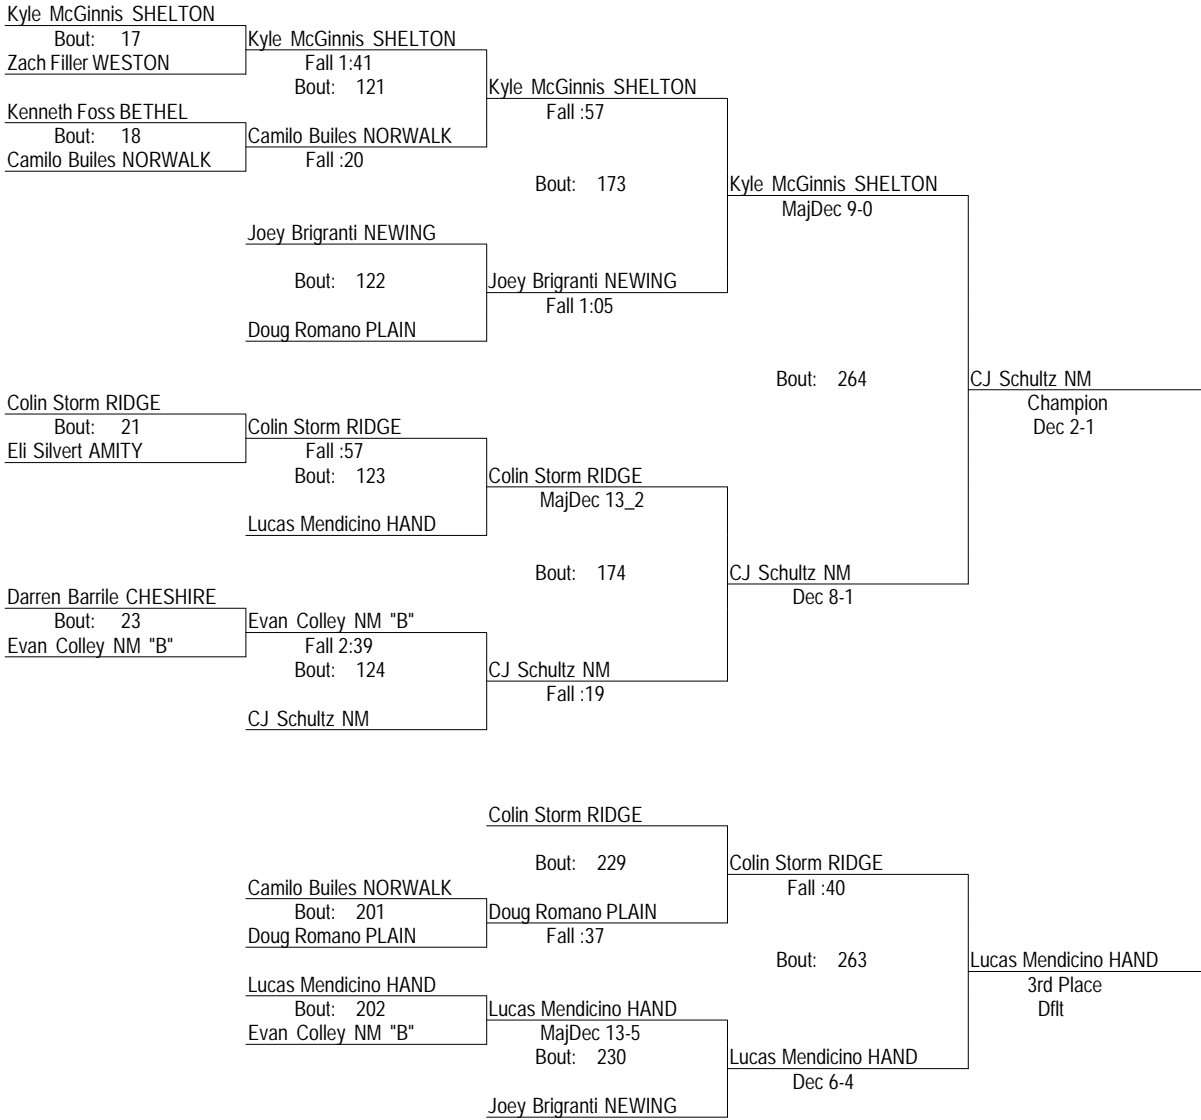 Kyle McGinnis SHELTON
Bout: 17
Zach Filler WESTON
Kyle McGinnis SHELTON
Fall 1:41
Bout: 121
Kenneth Foss BETHEL
Bout: 18
Camilo Builes NORWALK
Camilo Builes NORWALK
Fall :20
Kyle McGinnis SHELTON
Fall :57
Bout: 173
Joey Brigranti NEWING
Bout: 122
Doug Romano PLAIN
Joey Brigranti NEWING
Fall 1:05
Kyle McGinnis SHELTON
MajDec 9-0
Bout: 264
CJ Schultz NM
Champion
Dec 2-1
Colin Storm RIDGE
Bout: 21
Eli Silvert AMITY
Colin Storm RIDGE
Fall :57
Bout: 123
Lucas Mendicino HAND
Colin Storm RIDGE
MajDec 13_2
Bout: 174
CJ Schultz NM
Dec 8-1
Darren Barrile CHESHIRE
Bout: 23
Evan Colley NM "B"
Evan Colley NM "B"
Fall 2:39
Bout: 124
CJ Schultz NM
CJ Schultz NM
Fall :19
Colin Storm RIDGE
Bout: 229
Colin Storm RIDGE
Fall :40
Camilo Builes NORWALK
Bout: 201
Doug Romano PLAIN
Doug Romano PLAIN
Fall :37
Bout: 263
Lucas Mendicino HAND
3rd Place
Dflt
Lucas Mendicino HAND
Bout: 202
Evan Colley NM "B"
Lucas Mendicino HAND
MajDec 13-5
Bout: 230
Lucas Mendicino HAND
Dec 6-4
Joey Brigranti NEWING